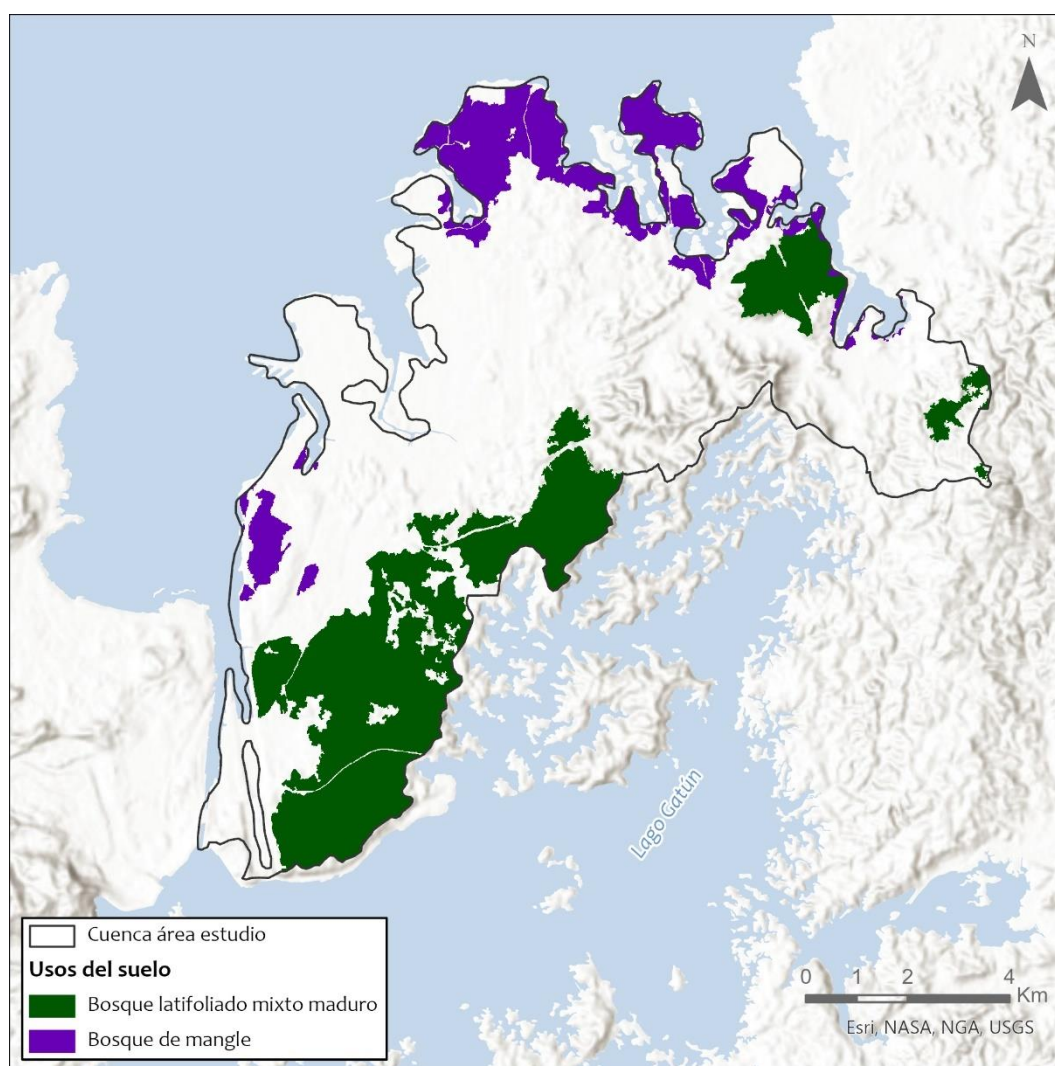 N
Lago Gatún
Cuenca área estudio
Usos del suelo
Bosque latifoliado mixto maduro
Bosque de mangle
0 1 2 4
Km
Esri, NASA, NGA, USGS